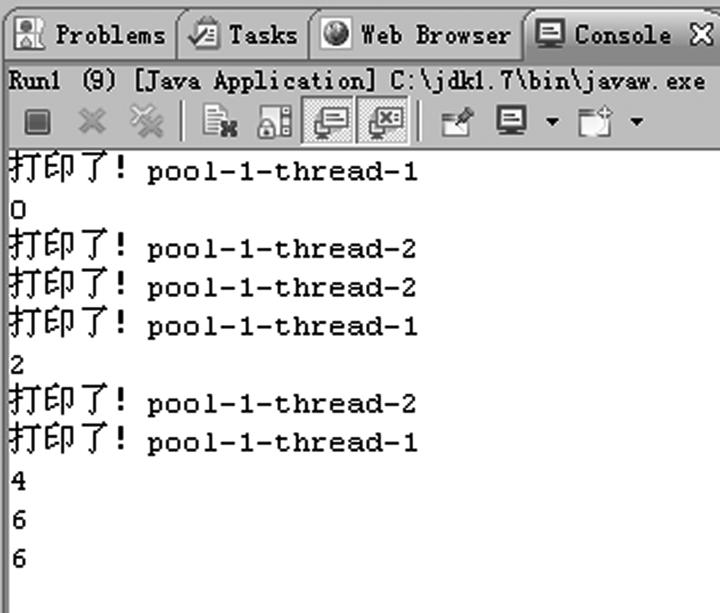 Problems Tasks Web Browser Console
Run1 (9) [Java Application] C:\jdk1.7\bin\javaw.exe
打印了! pool-1-thread-1
0
打印了! pool-1-thread-2
打印了! pool-1-thread-2
打印了! pool-1-thread-1
2
打印了! pool-1-thread-2
打印了! pool-1-thread-1
4
6
6